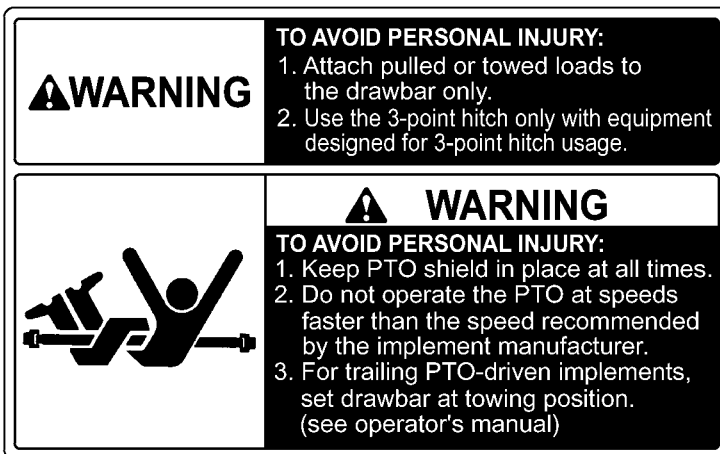 WARNING
TO AVOID PERSONAL INJURY:
1. Attach pulled or towed loads to
the drawbar only.
2. Use the 3-point hitch only with equipment
designed for 3-point hitch usage.
WARNING
TO AVOID PERSONAL INJURY:
1. Keep PTO shield in place at all times.
2. Do not operate the PTO at speeds
faster than the speed recommended
by the implement manufacturer.
3. For trailing PTO-driven implements,
set drawbar at towing position.
(see operator's manual)